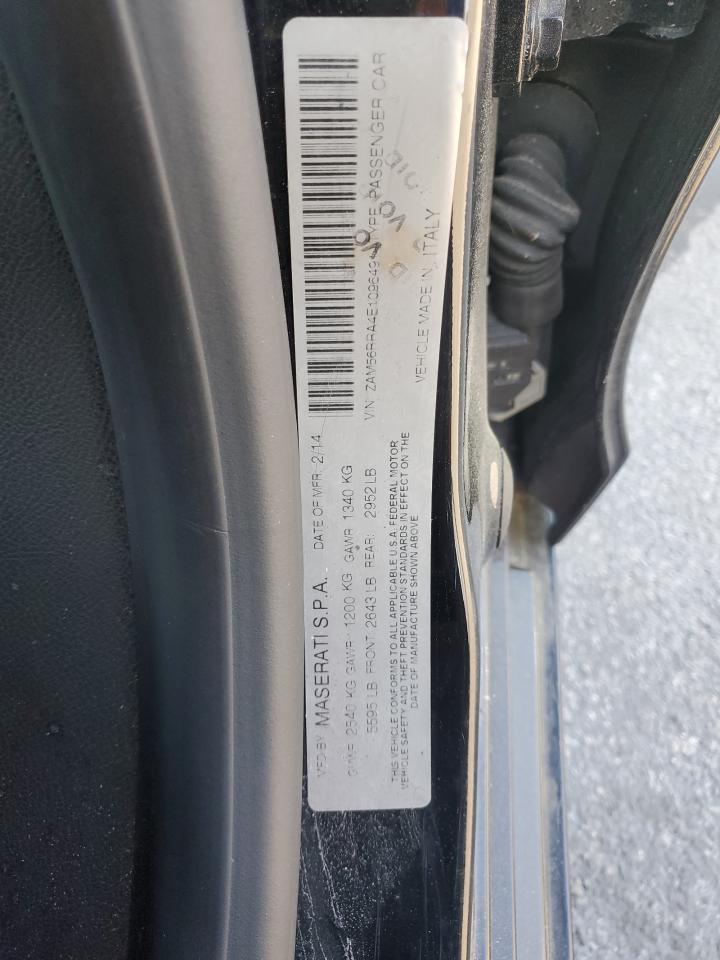 MFD BY MASERATI S.P.A. DATE OF MFR: 2/14
GVWR 2540 KG GAWR: 1200 KG GAWR 1340 KG
5595 LB FRONT 2643 LB REAR: 2952 LB
VIN: TYPE PASSENGER CAR
VEHICLE MADE IN ITALY
THIS VEHICLE CONFORMS TO ALL APPLICABLE U.S.A. FEDERAL MOTOR
VEHICLE SAFETY AND THEFT PREVENTION STANDARDS IN EFFECT ON THE
DATE OF MANUFACTURE SHOWN ABOVE